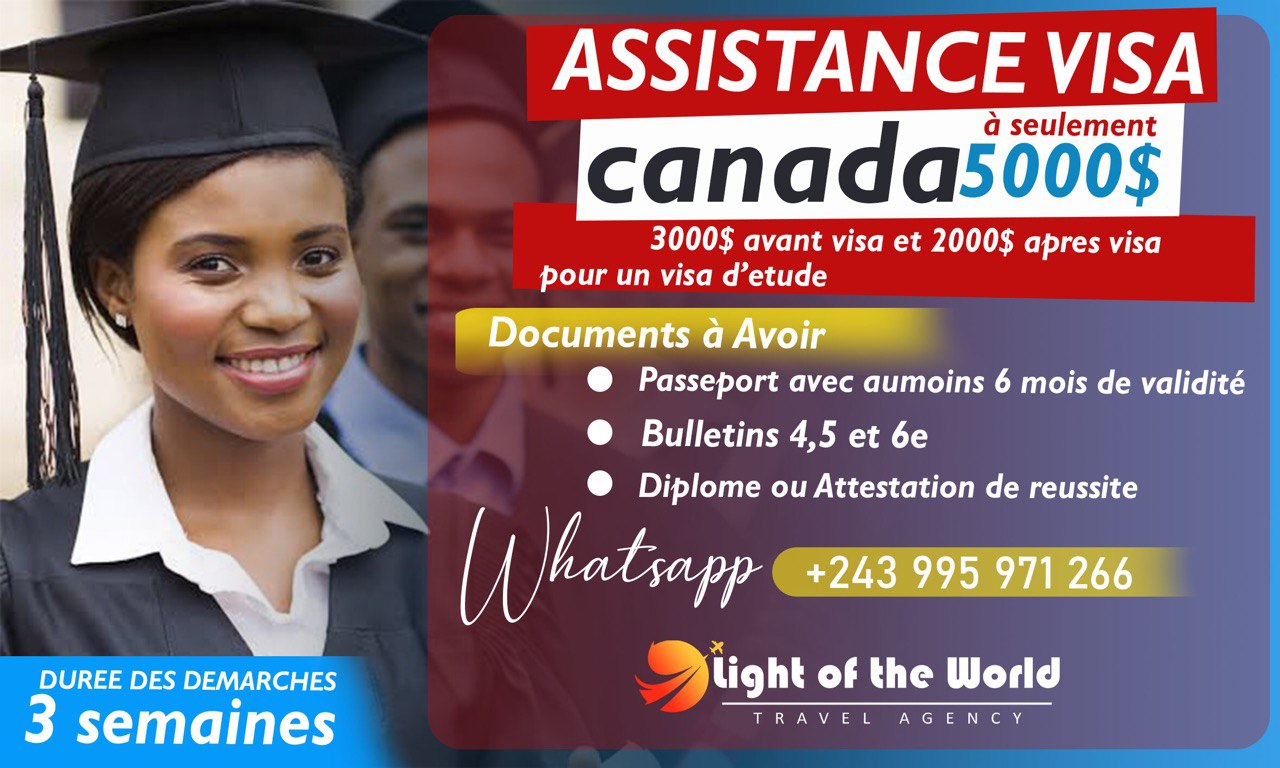 ASSISTANCE VISA
à seulement
canada 5000$
3000$ avant visa et 2000$ apres visa
pour un visa d'etude
Documents à Avoir
Passeport avec aumoins 6 mois de validité
Bulletins 4,5 et 6e
Diplome ou Attestation de reussite
Whatsapp +243 995 971 266
Light of the World
TRAVEL AGENCY
DUREE DES DEMARCHES
3 semaines